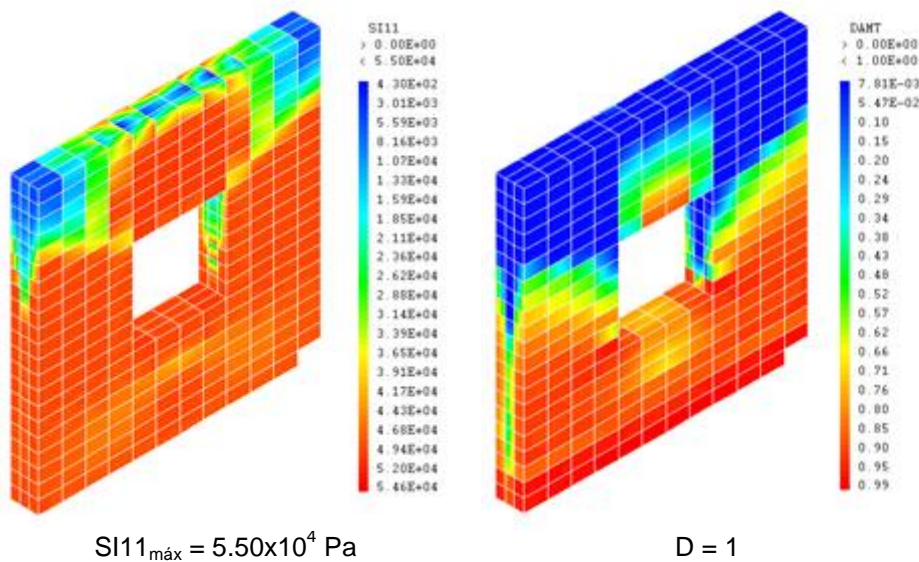 SI11
> 0.00E+00
< 5.50E+04
4.30E+02
3.01E+03
5.59E+03
8.16E+03
1.07E+04
1.33E+04
1.59E+04
1.85E+04
2.11E+04
2.36E+04
2.62E+04
2.88E+04
3.14E+04
3.39E+04
3.65E+04
3.91E+04
4.17E+04
4.43E+04
4.68E+04
4.94E+04
5.20E+04
5.46E+04
DAMT
> 0.00E+00
< 1.00E+00
7.81E-03
5.47E-02
0.10
0.15
0.20
0.24
0.29
0.34
0.38
0.43
0.48
0.52
0.57
0.62
0.66
0.71
0.76
0.80
0.85
0.90
0.95
0.99
SI11máx = 5.50x10⁴ Pa
D = 1